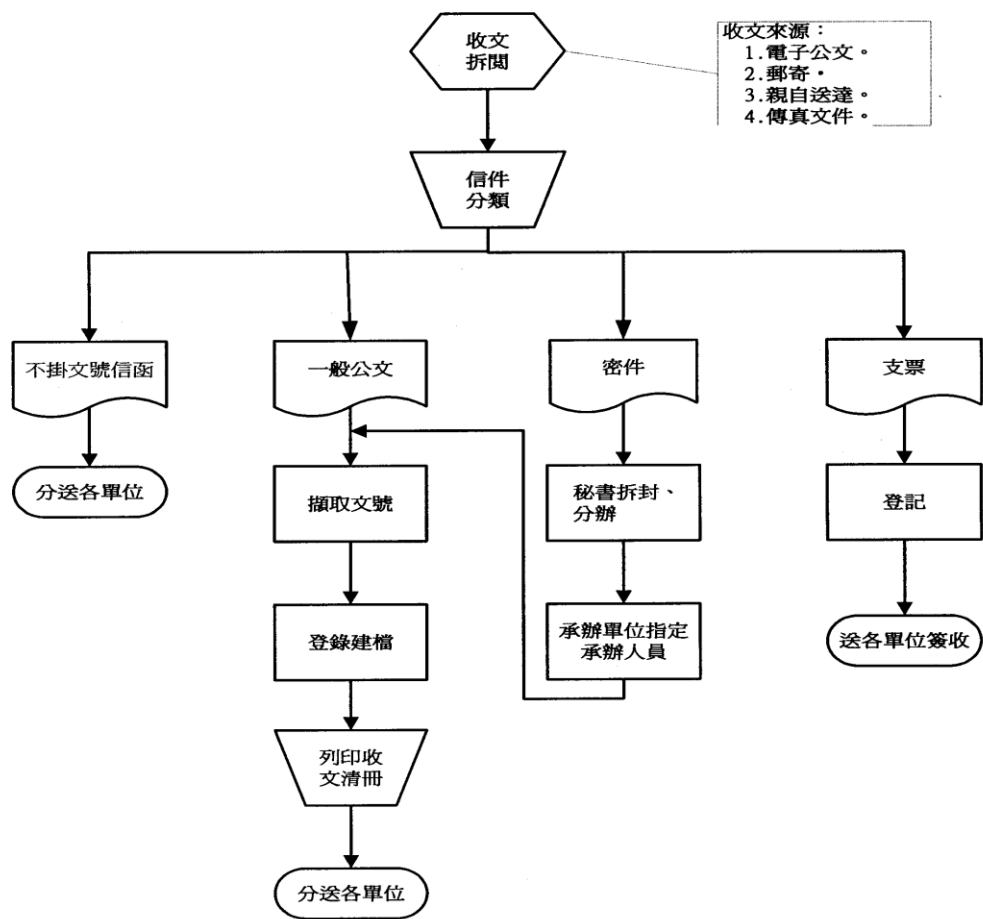 收文
拆閱
收文來源：
1.電子公文。
2.郵寄。
3.親自送達。
4.傳真文件。
信件
分類
不掛文號信函
一般公文
密件
支票
分送各單位
擷取文號
秘書拆封、
分辦
登記
登錄建檔
承辦單位指定
承辦人員
送各單位簽收
列印收
文清冊
分送各單位